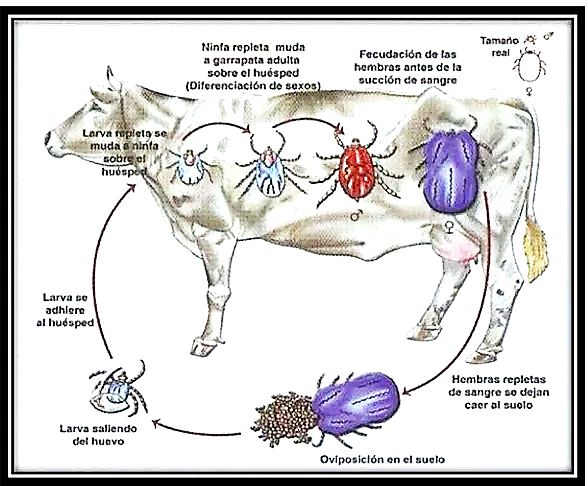 Ninfa repleta muda
a garrapata adulta
sobre el huésped
(Diferenciación de sexos)
Fecudación de las
hembras antes de la
succión de sangre
Tamaño
real
♂
♀
Larva repleta se
muda a ninfa
sobre el
huésped
♂
♀
Larva se
adhiere
al huésped
Hembras repletas
de sangre se dejan
caer al suelo
Larva saliendo
del huevo
Oviposición en el suelo